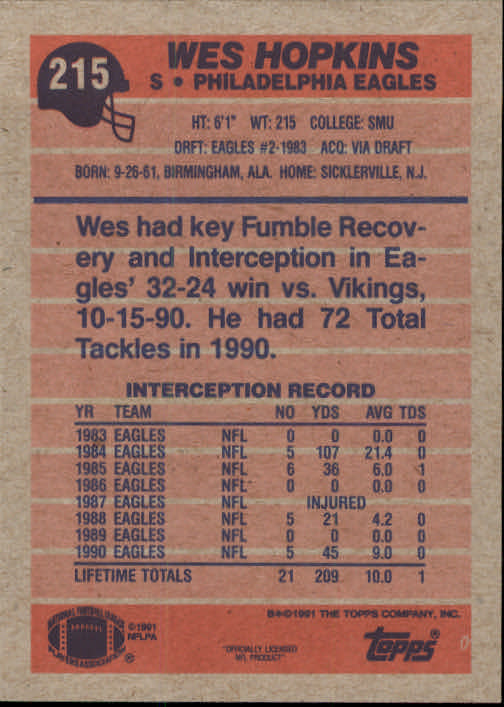 215
WES HOPKINS
S • PHILADELPHIA EAGLES
HT: 6'1" WT: 215 COLLEGE: SMU
DRFT: EAGLES #2-1983 ACQ: VIA DRAFT
BORN: 9-26-61, BIRMINGHAM, ALA. HOME: SICKLERVILLE, N.J.
Wes had key Fumble Recov-
ery and Interception in Ea-
gles' 32-24 win vs. Vikings,
10-15-90. He had 72 Total
Tackles in 1990.
INTERCEPTION RECORD
YR TEAM NO YDS AVG TDS
1983 EAGLES NFL 0 0 0.0 0
1984 EAGLES NFL 5 107 21.4 0
1985 EAGLES NFL 6 36 6.0 1
1986 EAGLES NFL 0 0 0.0 0
1987 EAGLES NFL INJURED
1988 EAGLES NFL 5 21 4.2 0
1989 EAGLES NFL 0 0 0.0 0
1990 EAGLES NFL 5 45 9.0 0
LIFETIME TOTALS 21 209 10.0 1
NATIONAL FOOTBALL LEAGUE
PLAYERS ASSOCIATION ®
©1991
NFLPA
B✻©1991 THE TOPPS COMPANY, INC.
"OFFICIALLY LICENSED
NFL PRODUCT"
topps®